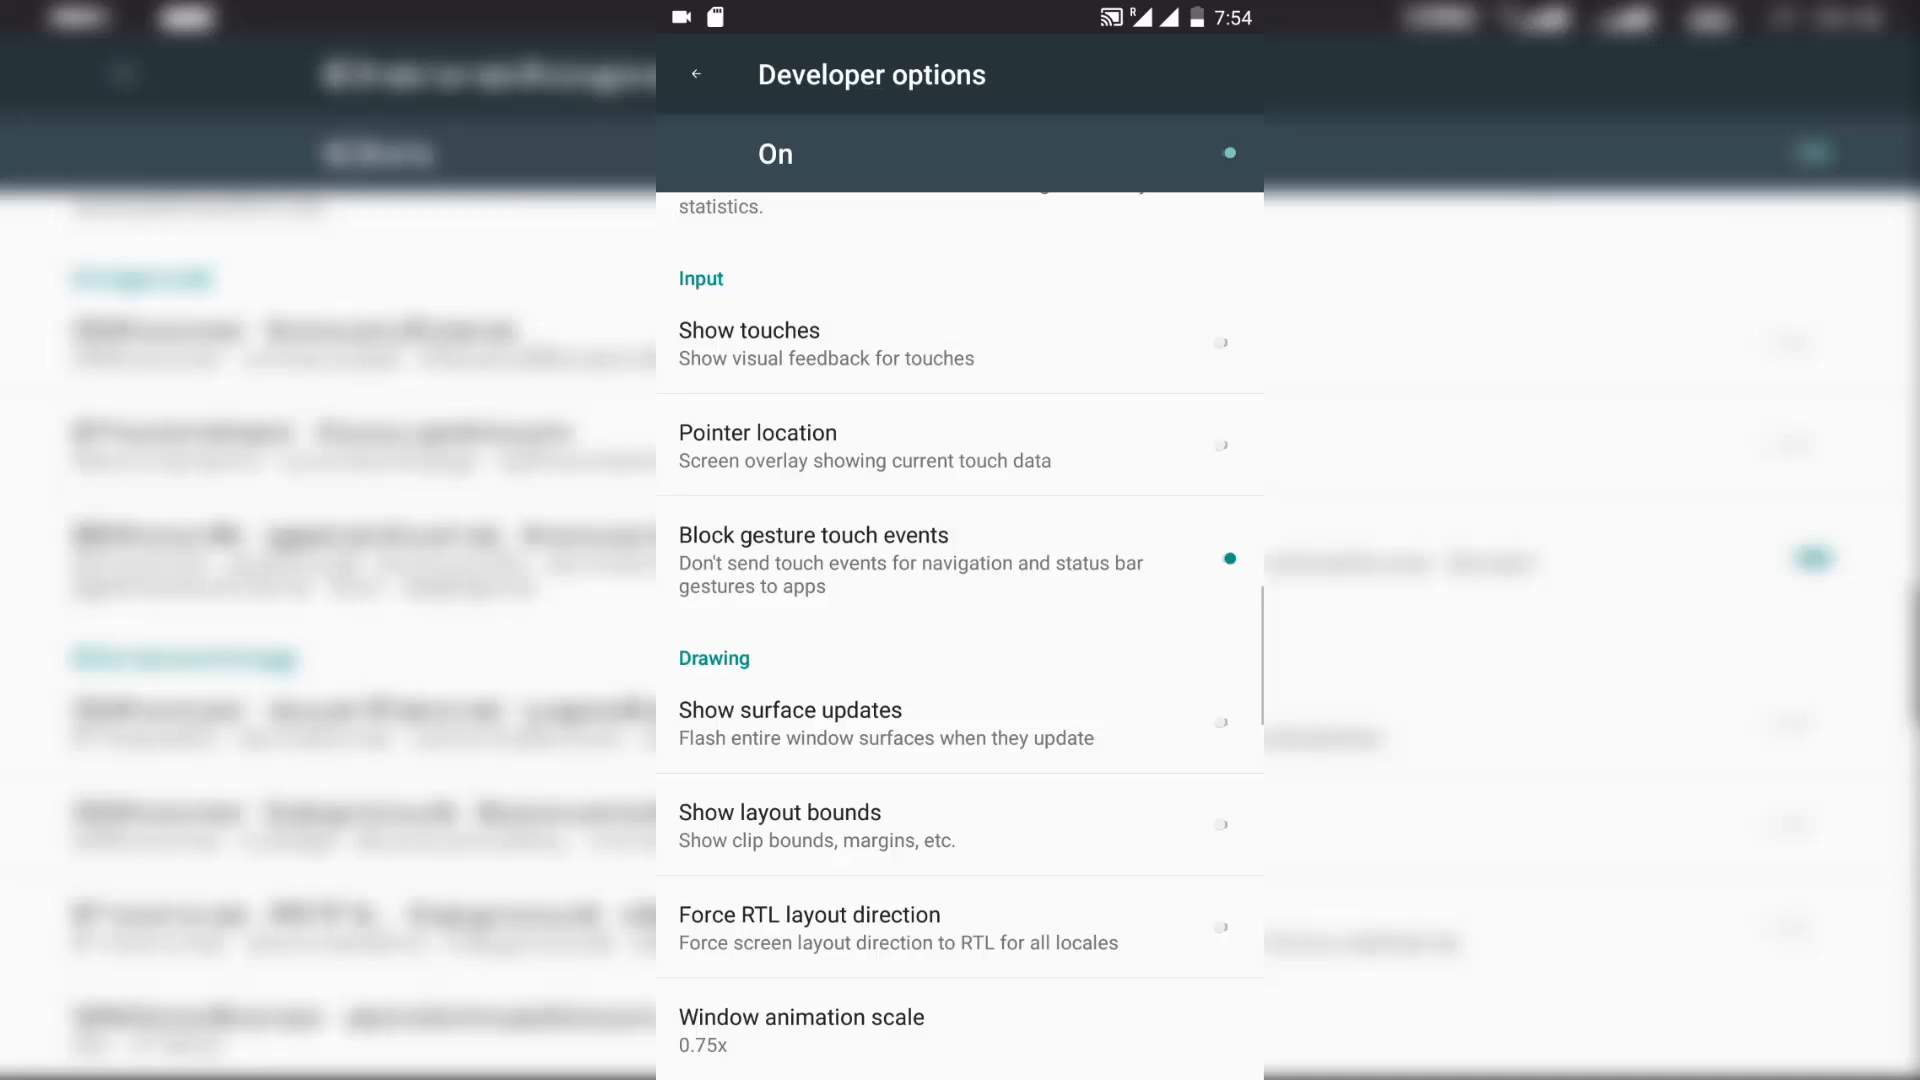 R
7:54
Developer options
On
statistics.
Input
Show touches
Show visual feedback for touches
Pointer location
Screen overlay showing current touch data
Block gesture touch events
Don't send touch events for navigation and status bar
gestures to apps
Drawing
Show surface updates
Flash entire window surfaces when they update
Show layout bounds
Show clip bounds, margins, etc.
Force RTL layout direction
Force screen layout direction to RTL for all locales
Window animation scale
0.75x